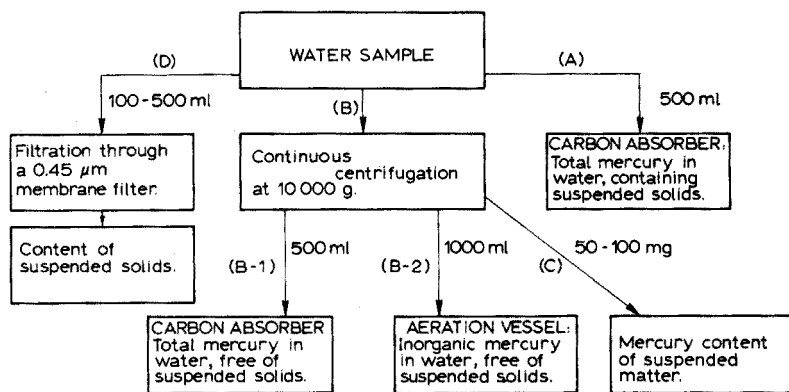 WATER SAMPLE
(D)
(A)
100-500 ml
(B)
500 ml
Filtration through
a 0.45 µm
membrane filter.
Continuous
centrifugation
at 10 000 g.
CARBON ABSORBER:
Total mercury in
water, containing
suspended solids.
Content of
suspended solids.
500 ml
(B-1)
1000 ml
(B-2)
50-100 mg
(C)
CARBON ABSORBER
Total mercury in
water, free of
suspended solids.
AERATION VESSEL:
Inorganic mercury
in water, free of
suspended solids.
Mercury content
of suspended
matter.